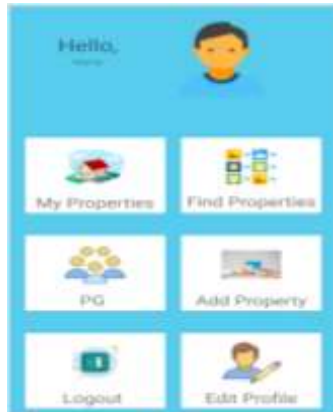 Hello,
My Properties
Find Properties
PG
Add Property
Logout
Edit Profile